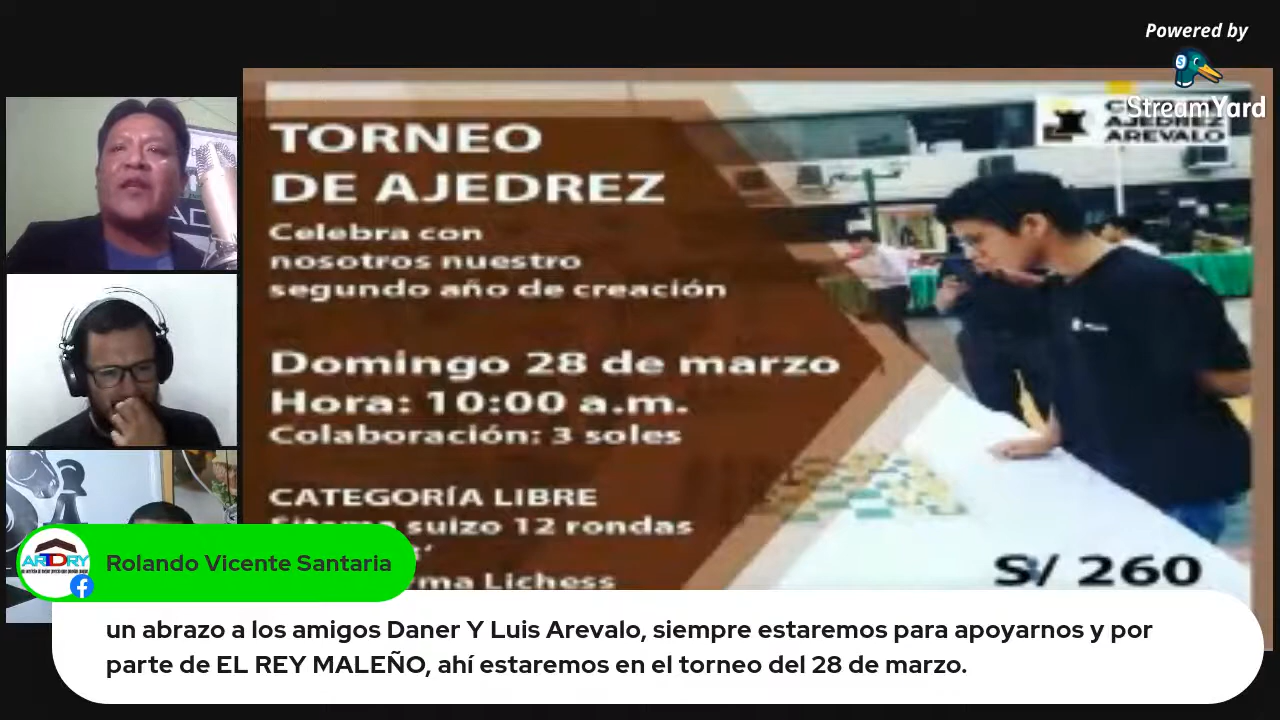 Powered by
StreamYard
AJEDREZ
AREVALO
TORNEO
DE AJEDREZ
Celebra con
nosotros nuestro
segundo año de creación
Domingo 28 de marzo
Hora: 10:00 a.m.
Colaboración: 3 soles
CATEGORÍA LIBRE
suizo 12 rondas
Lichess
S/ 260
ARTDRY
Rolando Vicente Santaria
un abrazo a los amigos Daner Y Luis Arevalo, siempre estaremos para apoyarnos y por
parte de EL REY MALEÑO, ahí estaremos en el torneo del 28 de marzo.